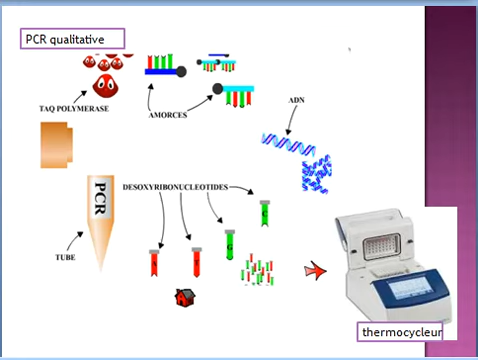 PCR qualitative
TAQ POLYMERASE
AMORCES
ADN
DESOXYRIBONUCLEOTIDES
PCR
C
G
TUBE
thermocycleur